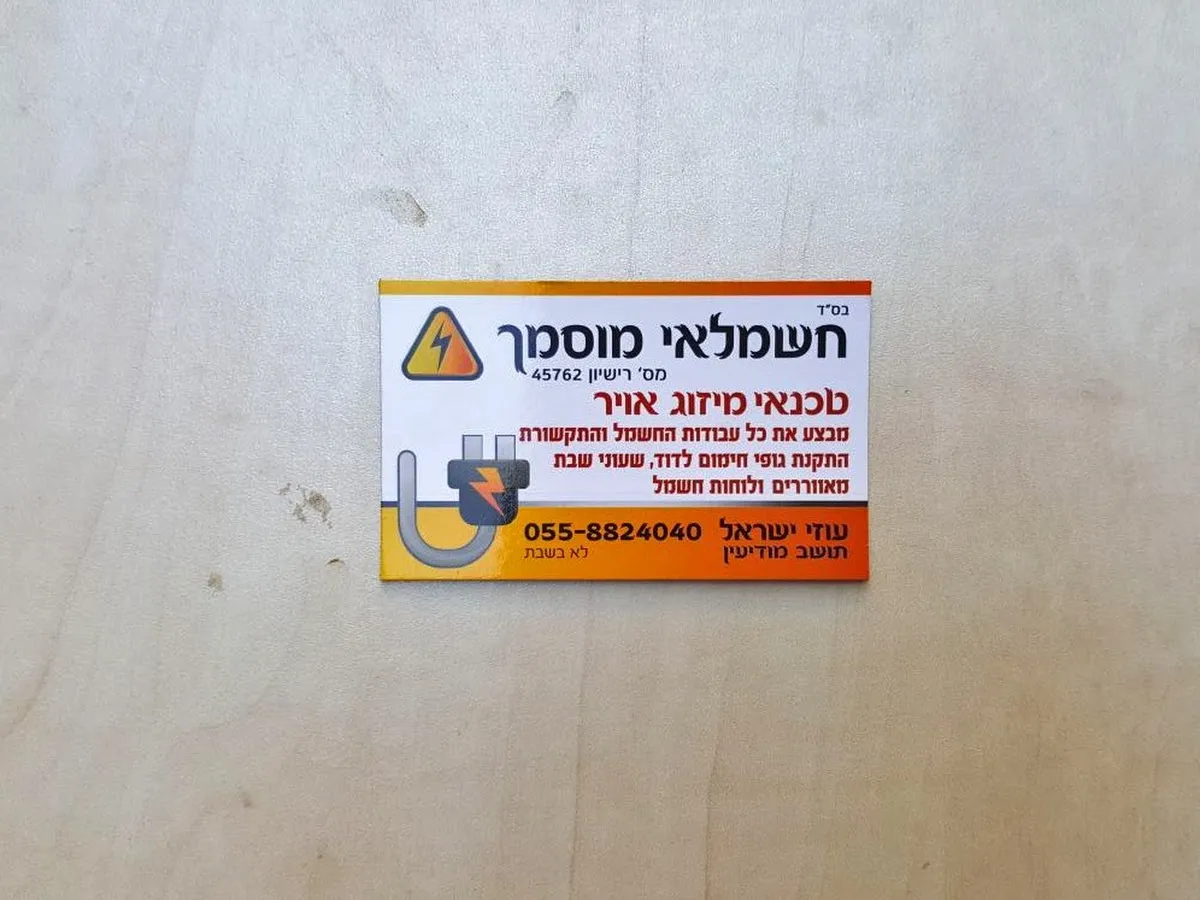 בס״ד
חשמלאי מוסמך
מס׳ רישיון 45762
טכנאי מיזוג אויר
מבצע את כל עבודות החשמל והתקשורת
התקנת גופי חימום לדוד, שעוני שבת
מאווררים ולוחות חשמל
עוזי ישראל 055-8824040
תושב מודיעין לא בשבת